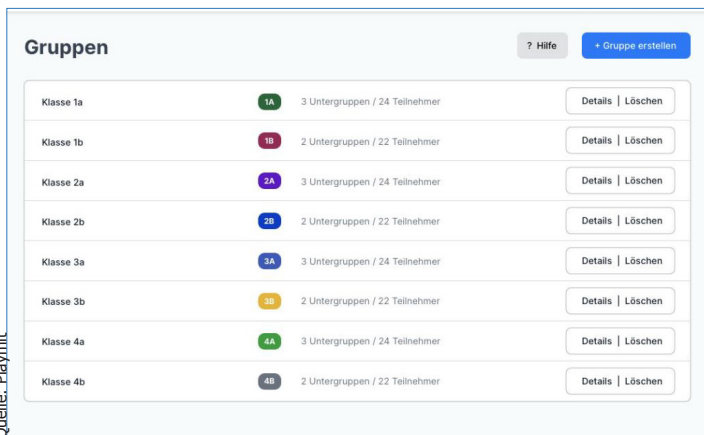 Gruppen
? Hilfe
+ Gruppe erstellen
Klasse 1a 1A 3 Untergruppen / 24 Teilnehmer Details | Löschen
Klasse 1b 1B 2 Untergruppen / 22 Teilnehmer Details | Löschen
Klasse 2a 2A 3 Untergruppen / 24 Teilnehmer Details | Löschen
Klasse 2b 2B 2 Untergruppen / 22 Teilnehmer Details | Löschen
Klasse 3a 3A 3 Untergruppen / 24 Teilnehmer Details | Löschen
Klasse 3b 3B 2 Untergruppen / 22 Teilnehmer Details | Löschen
Klasse 4a 4A 3 Untergruppen / 24 Teilnehmer Details | Löschen
Klasse 4b 4B 2 Untergruppen / 22 Teilnehmer Details | Löschen
Quelle: Playmit